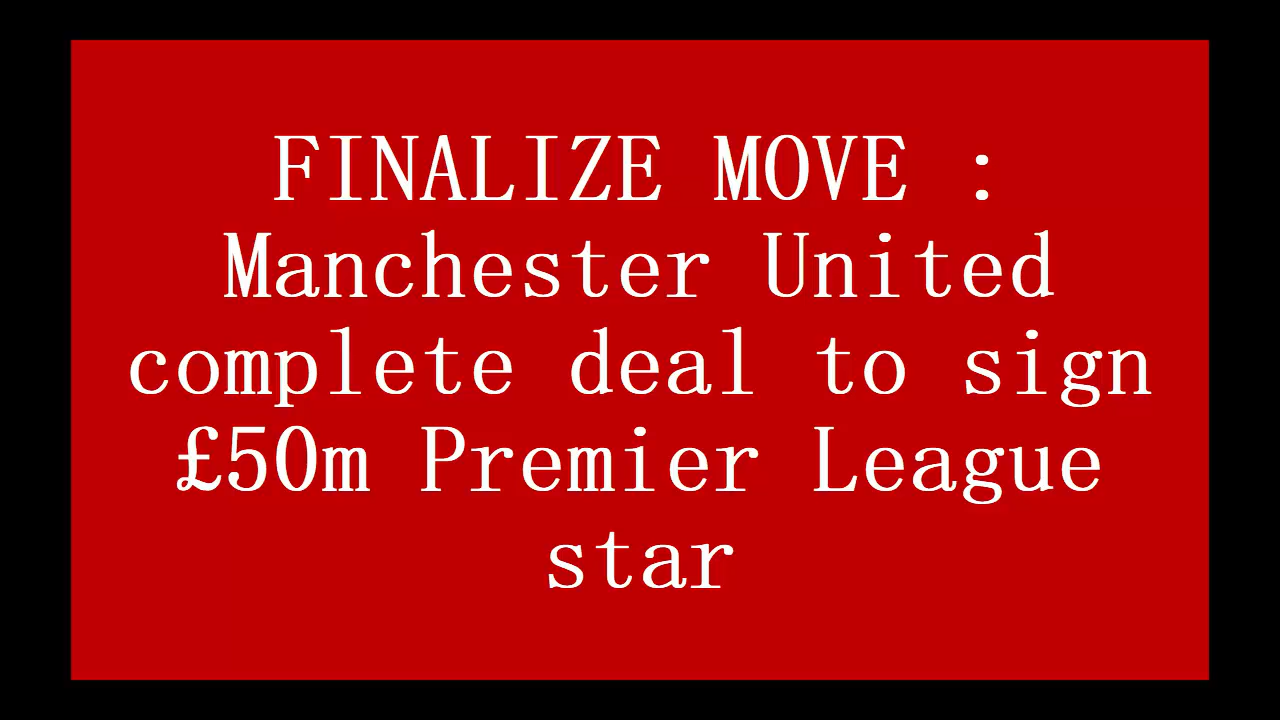 FINALIZE MOVE :
Manchester United
complete deal to sign
£50m Premier League
star